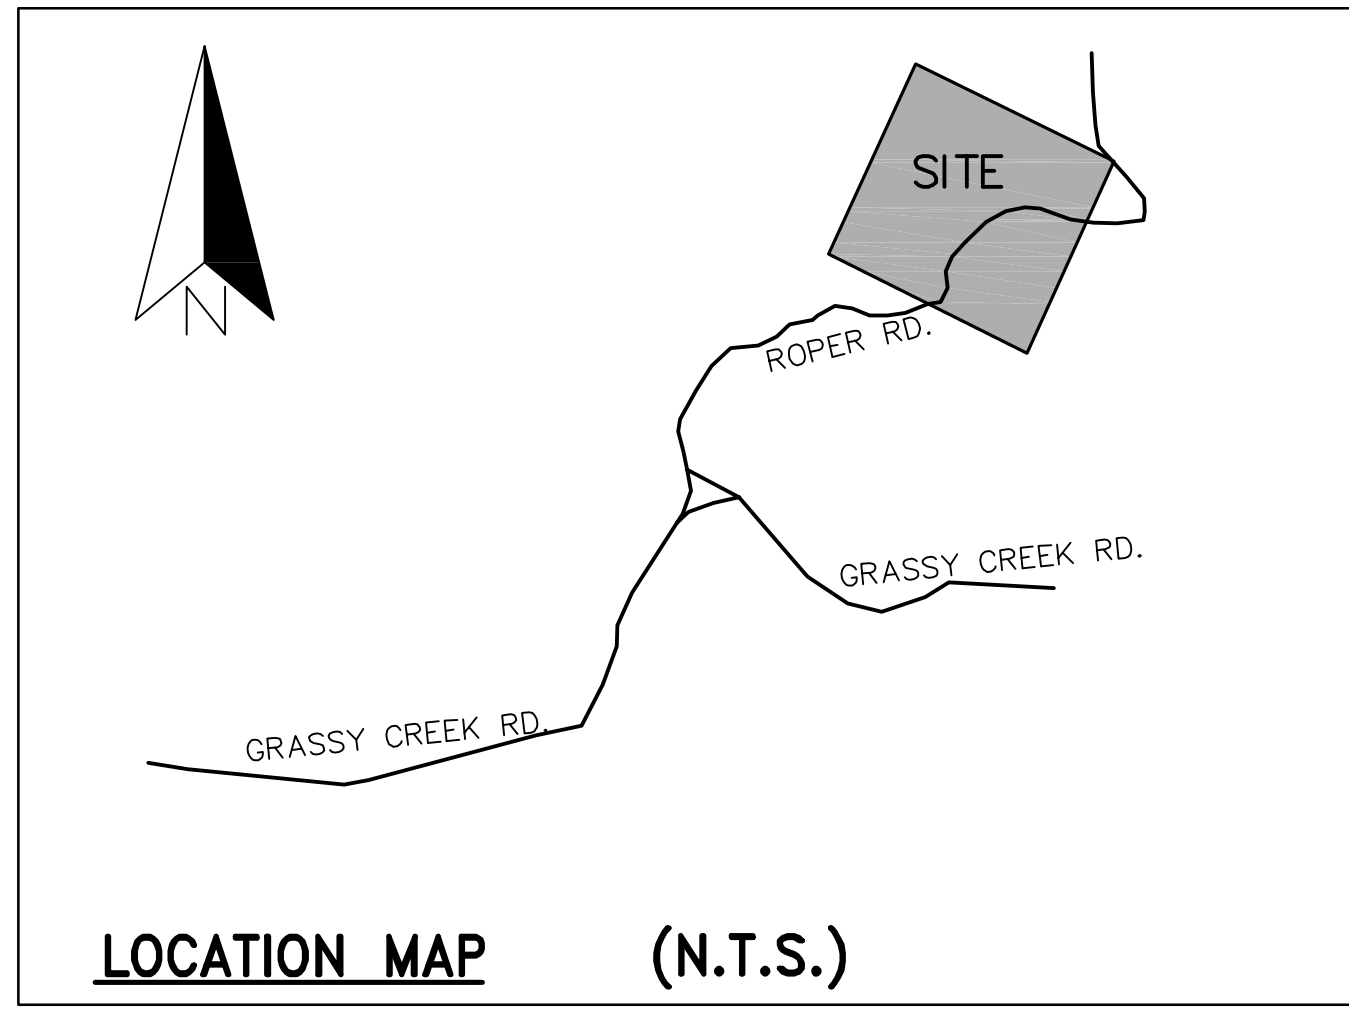 SITE
N
ROPER RD.
GRASSY CREEK RD.
GRASSY CREEK RD.
LOCATION MAP (N.T.S.)